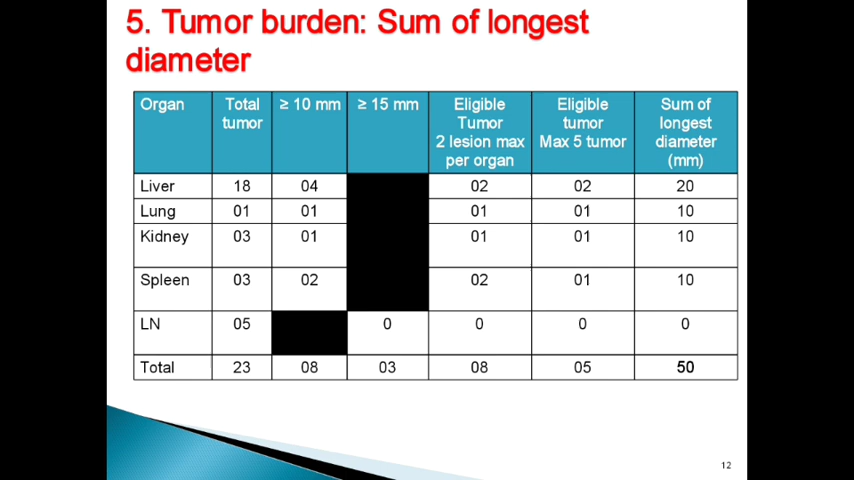 5. Tumor burden: Sum of longest
diameter
Organ Total tumor ≥ 10 mm ≥ 15 mm Eligible Tumor 2 lesion max per organ Eligible tumor Max 5 tumor Sum of longest diameter (mm)
Liver 18 04 02 02 20
Lung 01 01 01 01 10
Kidney 03 01 01 01 10
Spleen 03 02 02 01 10
LN 05 0 0 0 0
Total 23 08 03 08 05 50
12